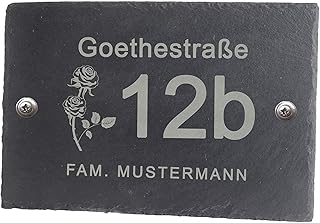 Goethestraße
12b
FAM. MUSTERMANN